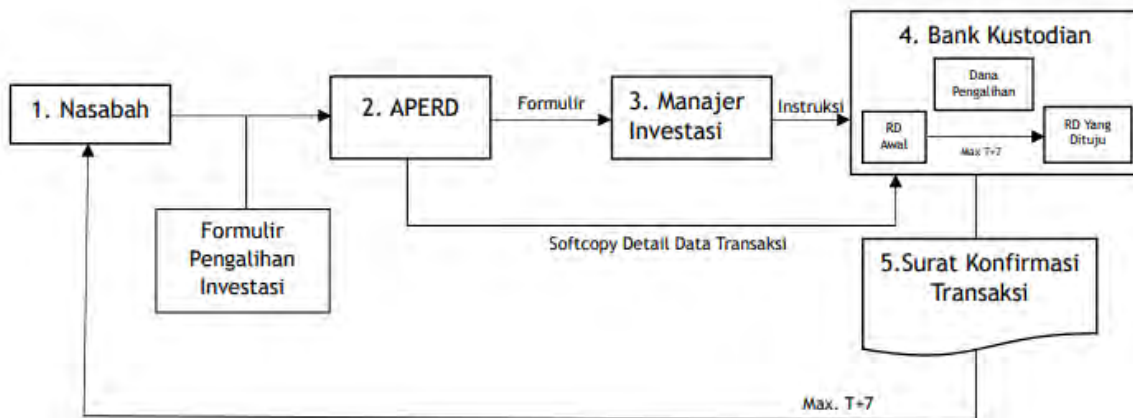 4. Bank Kustodian
Dana
Pengalihan
1. Nasabah
2. APERD
Formulir
3. Manajer
Investasi
Instruksi
RD
Awal
Max T+7
RD Yang
Dituju
Formulir
Pengalihan
Investasi
Softcopy Detail Data Transaksi
5.Surat Konfirmasi
Transaksi
Max. T+7